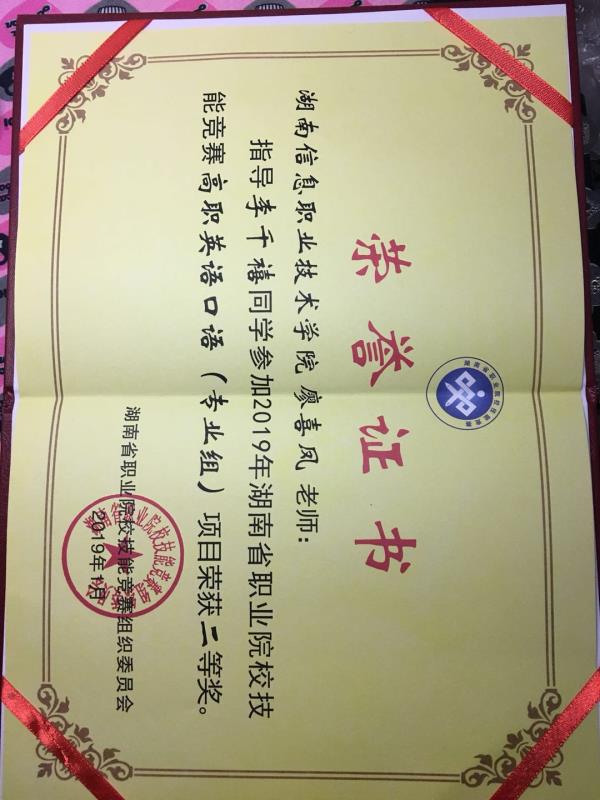 荣誉证书
湖南信息职业技术学院 廖喜凤 老师：
指导李千禧同学参加2019年湖南省职业院校技
能竞赛高职英语口语（专业组）项目荣获二等奖。
湖南省职业院校技能竞赛组织委员会
2019年1月